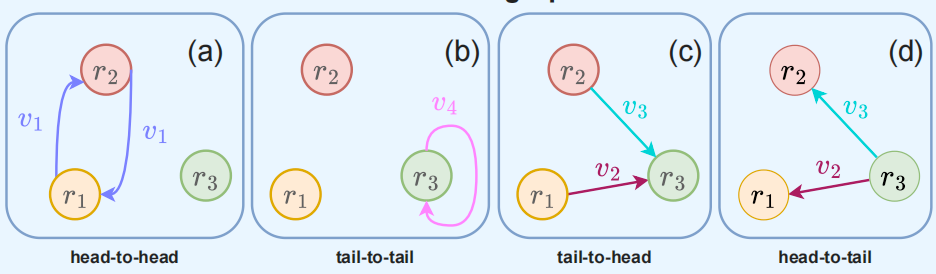 (a)
r₂
v₁
v₁
r₁
r₃
head-to-head
(b)
r₂
v₄
r₁
r₃
tail-to-tail
(c)
r₂
v₃
v₂
r₁
r₃
tail-to-head
(d)
r₂
v₃
v₂
r₁
r₃
head-to-tail